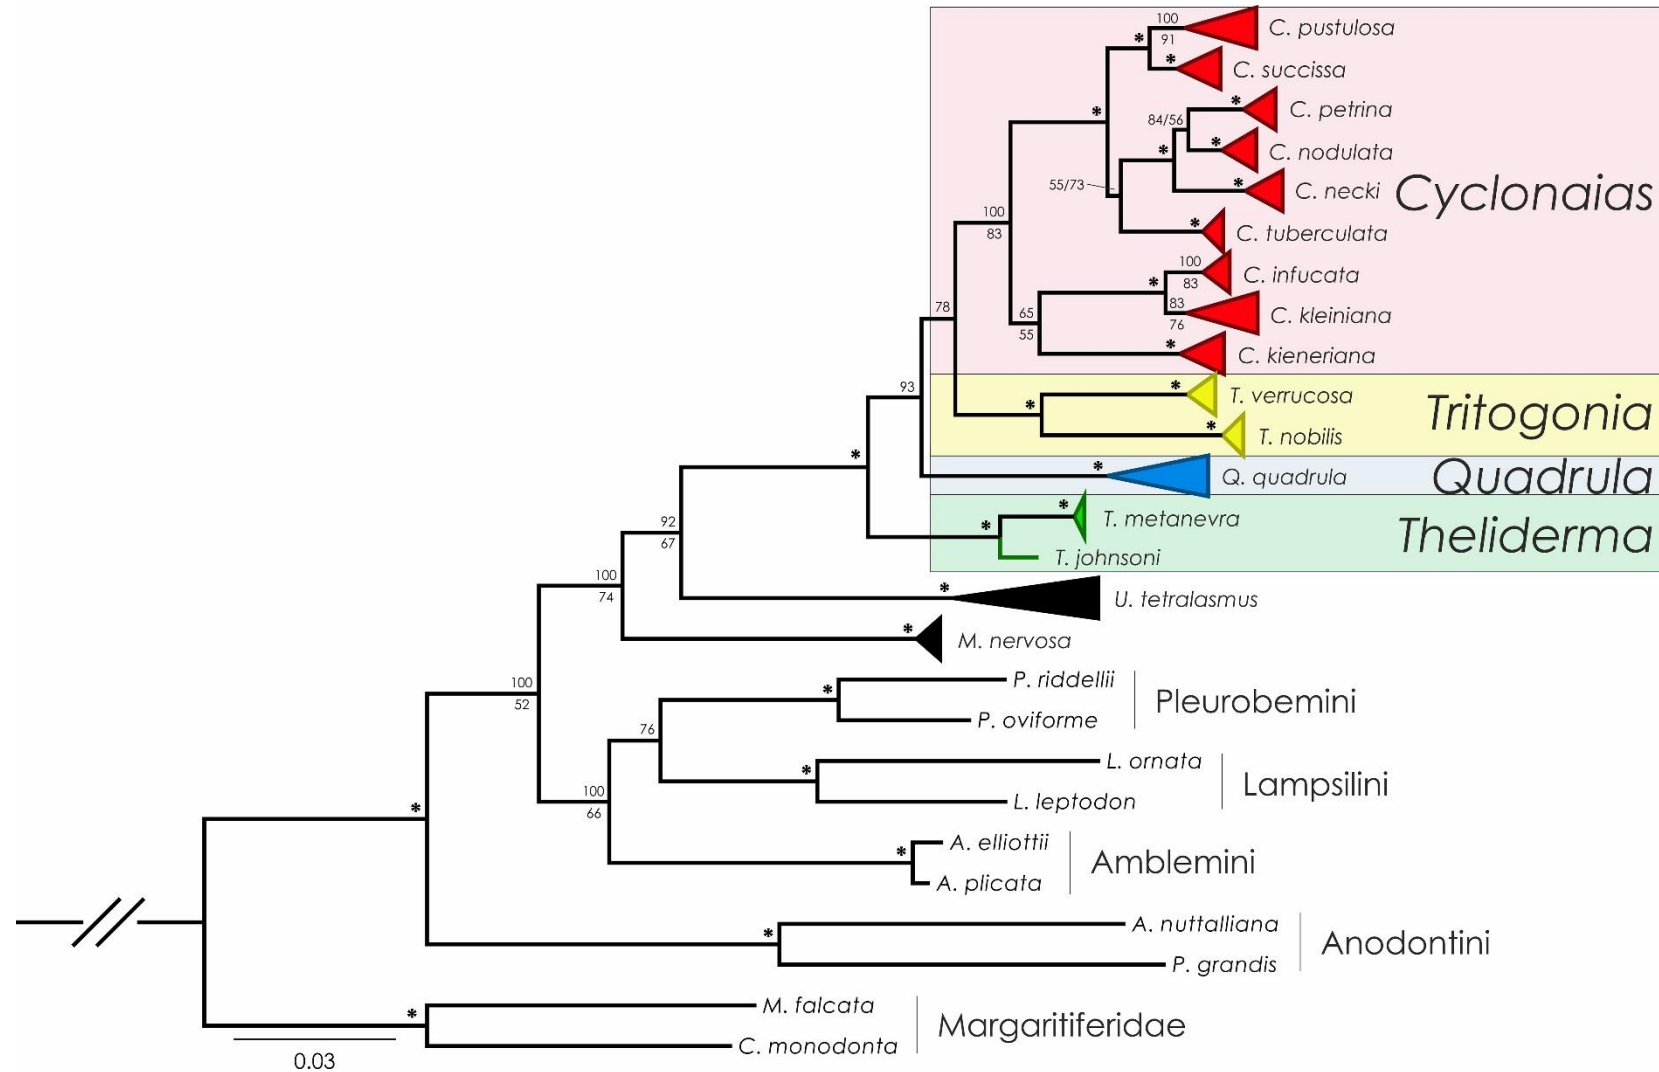 100
91
*
C. pustulosa
*
C. succissa
*
*
C. petrina
84/56
*
C. nodulata
*
*
C. necki
Cyclonaias
55/73
*
C. tuberculata
100
83
100
83
*
C. infucata
83
76
C. kleiniana
65
55
*
C. kieneriana
78
*
T. verrucosa
*
Tritogonia
*
T. nobilis
93
*
*
Q. quadrula
Quadrula
*
T. metanevra
*
Theliderma
T. johnsoni
92
67
*
U. tetralasmus
100
74
*
M. nervosa
100
52
*
P. riddellii
Pleurobemini
P. oviforme
76
*
L. ornata
Lampsilini
L. leptodon
100
66
*
A. elliottii
Amblemini
A. plicata
*
*
A. nuttalliana
Anodontini
P. grandis
*
M. falcata
Margaritiferidae
C. monodonta
0.03